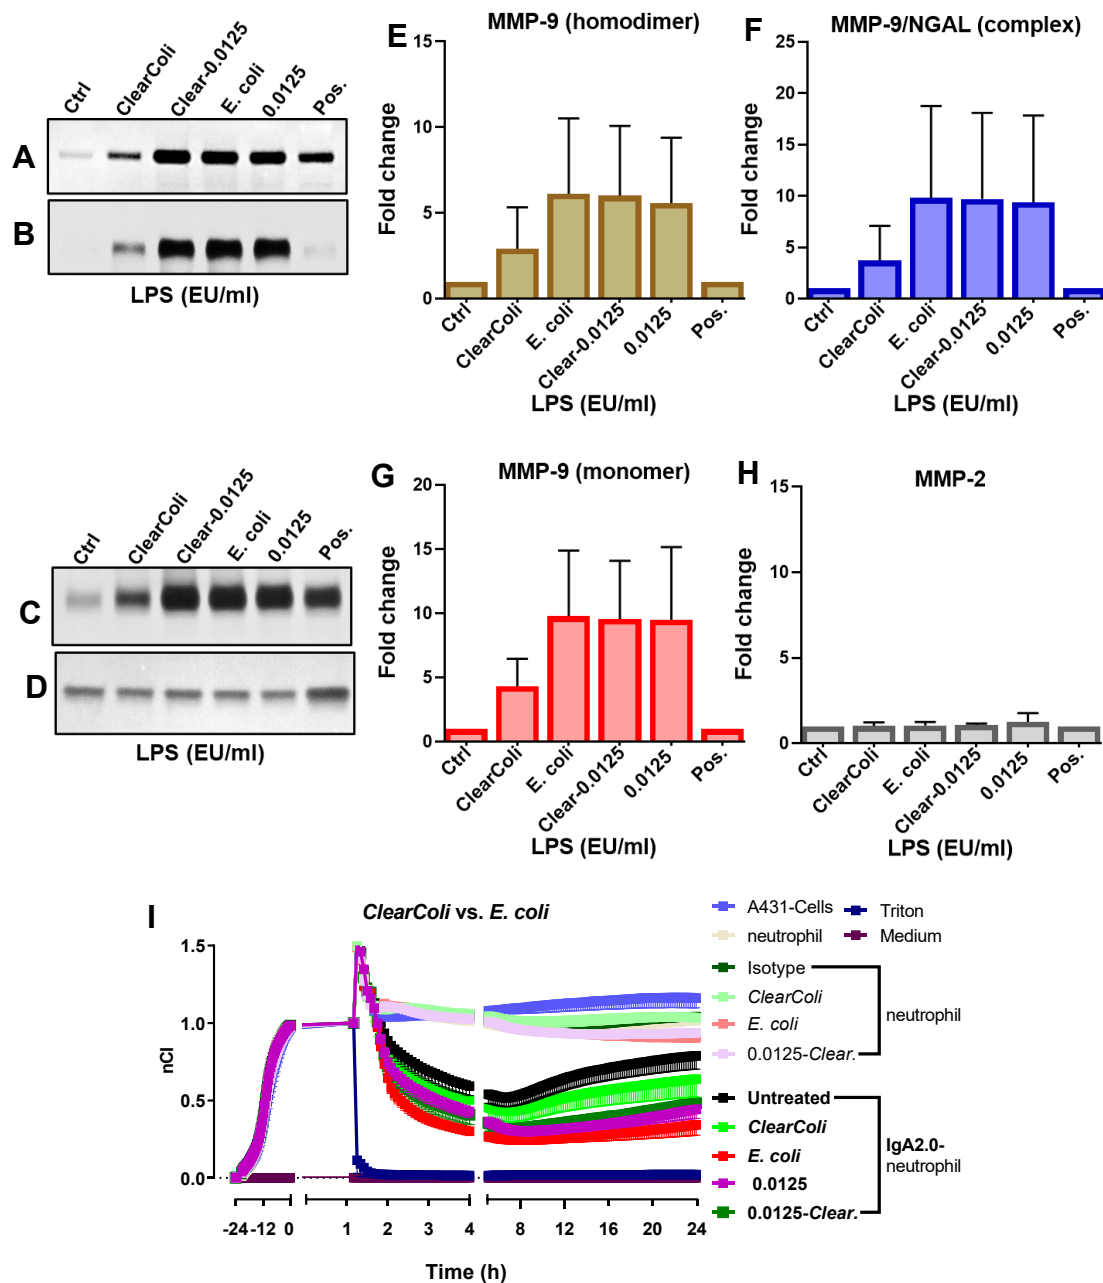 Ctrl
ClearColi
Clear-0.0125
E. coli
0.0125
Pos.
A
B
LPS (EU/ml)
E
MMP-9 (homodimer)
Fold change
15
10
5
0
Ctrl
ClearColi
E. coli
Clear-0.0125
0.0125
Pos.
LPS (EU/ml)
F
MMP-9/NGAL (complex)
Fold change
25
20
15
10
5
0
Ctrl
ClearColi
E. coli
Clear-0.0125
0.0125
Pos.
LPS (EU/ml)
Ctrl
ClearColi
Clear-0.0125
E. coli
0.0125
Pos.
C
D
LPS (EU/ml)
G
MMP-9 (monomer)
Fold change
20
15
10
5
0
Ctrl
ClearColi
E. coli
Clear-0.0125
0.0125
Pos.
LPS (EU/ml)
H
MMP-2
Fold change
15
10
5
0
Ctrl
ClearColi
E. coli
Clear-0.0125
0.0125
Pos.
LPS (EU/ml)
I
ClearColi vs. E. coli
nCI
1.5
1.0
0.5
0.0
-24 -12 0 1 2 3 4 8 12 16 20 24
Time (h)
A431-Cells
Triton
neutrophil
Medium
Isotype
ClearColi
E. coli
0.0125-Clear.
neutrophil
Untreated
ClearColi
E. coli
0.0125
0.0125-Clear.
IgA2.0-
neutrophil